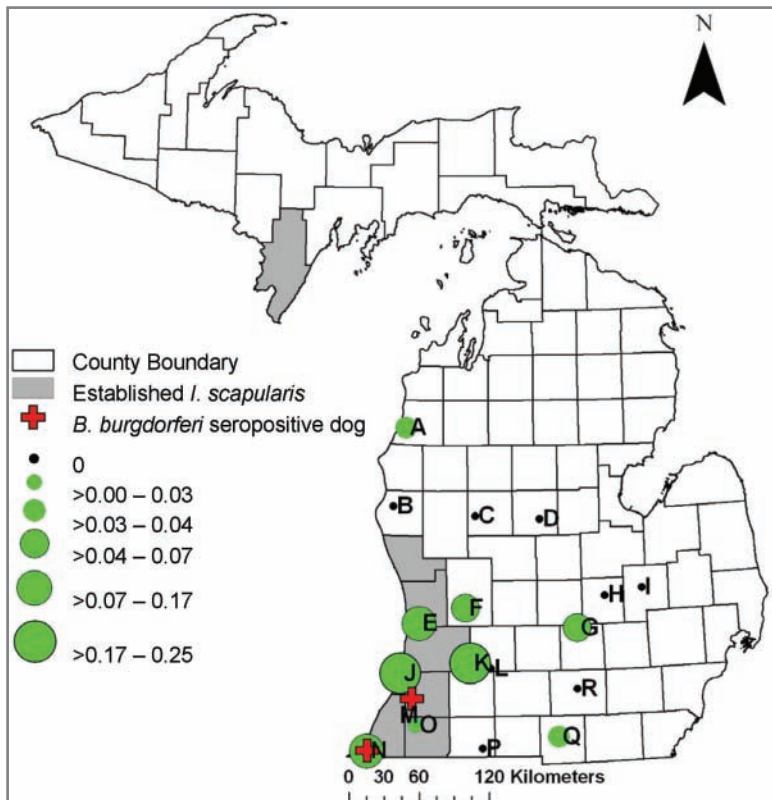 N
County Boundary
Established I. scapularis
B. burgdorferi seropositive dog
0
>0.00 – 0.03
>0.03 – 0.04
>0.04 – 0.07
>0.07 – 0.17
>0.17 – 0.25
A
B
C
D
H
I
F
E
G
J
K
L
R
M
O
Q
N
P
0 30 60 120 Kilometers